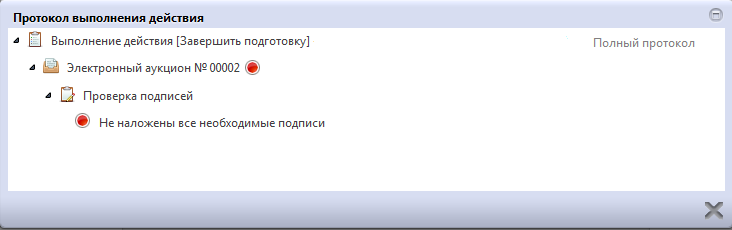 Протокол выполнения действия
Выполнение действия [Завершить подготовку]
Полный протокол
Электронный аукцион № 00002
Проверка подписей
Не наложены все необходимые подписи